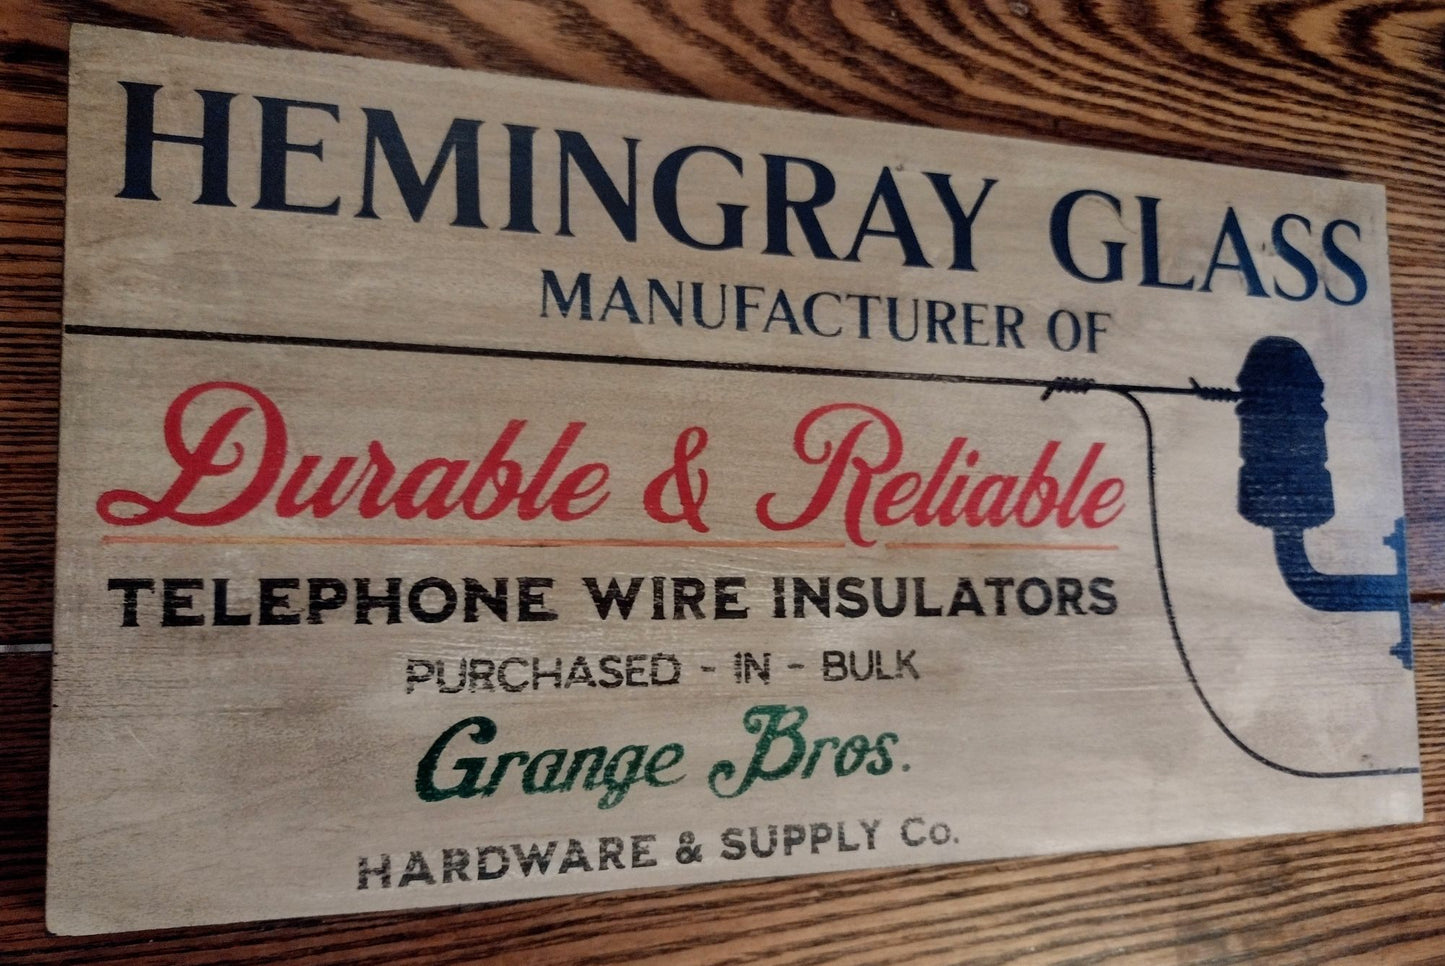 HEMINGRAY GLASS
MANUFACTURER OF
Durable & Reliable
TELEPHONE WIRE INSULATORS
PURCHASED - IN - BULK
Grange Bros.
HARDWARE & SUPPLY Co.